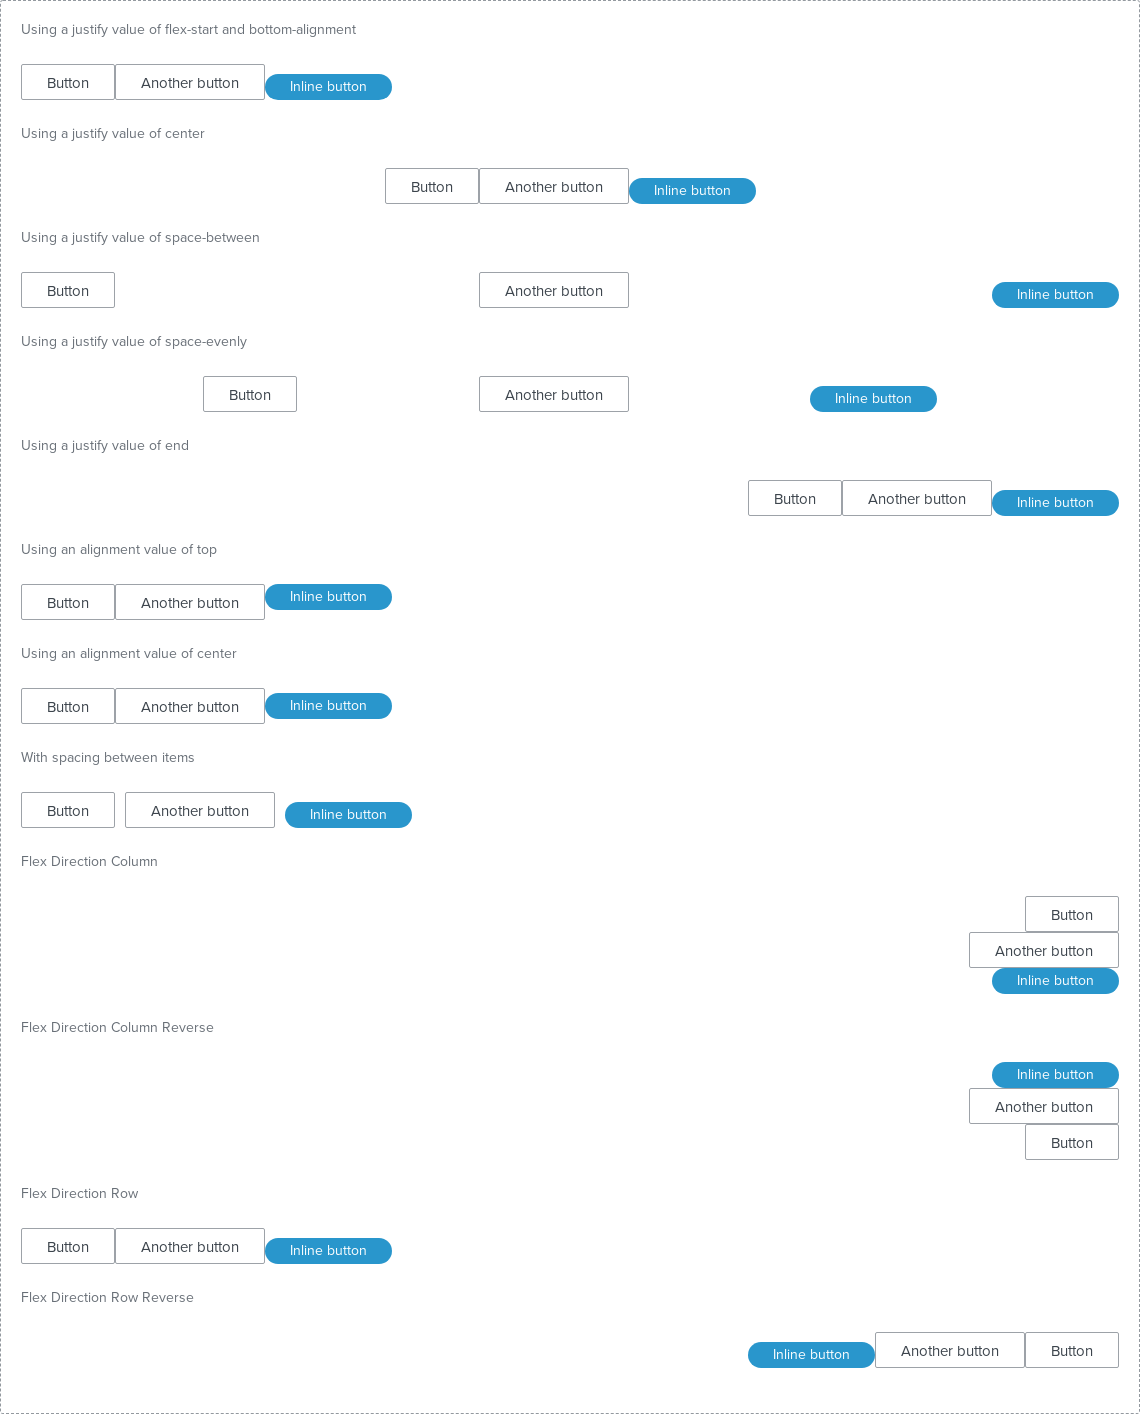 Using a justify value of flex-start and bottom-alignment
Button Another button Inline button
Using a justify value of center
Button Another button Inline button
Using a justify value of space-between
Button Another button Inline button
Using a justify value of space-evenly
Button Another button Inline button
Using a justify value of end
Button Another button Inline button
Using an alignment value of top
Button Another button Inline button
Using an alignment value of center
Button Another button Inline button
With spacing between items
Button Another button Inline button
Flex Direction Column
Button
Another button
Inline button
Flex Direction Column Reverse
Inline button
Another button
Button
Flex Direction Row
Button Another button Inline button
Flex Direction Row Reverse
Inline button Another button Button